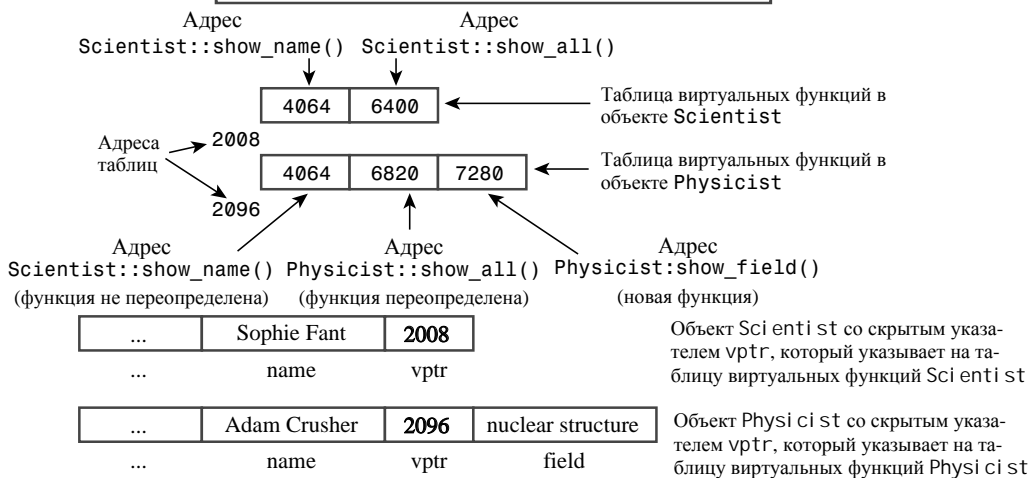 Адрес Адрес
Scientist::show_name() Scientist::show_all()
4064 6400
Таблица виртуальных функций в
объекте Scientist
Адреса
таблиц
2008
4064 6820 7280
Таблица виртуальных функций в
объекте Physicist
2096
Адрес Адрес Адрес
Scientist::show_name() Physicist::show_all() Physicist:show_field()
(функция не переопределена) (функция переопределена) (новая функция)
... Sophie Fant 2008
... name vptr
Объект Scientist со скрытым указа-
телем vptr, который указывает на та-
блицу виртуальных функций Scientist
... Adam Crusher 2096 nuclear structure
... name vptr field
Объект Physicist со скрытым указа-
телем vptr, который указывает на та-
блицу виртуальных функций Physicist